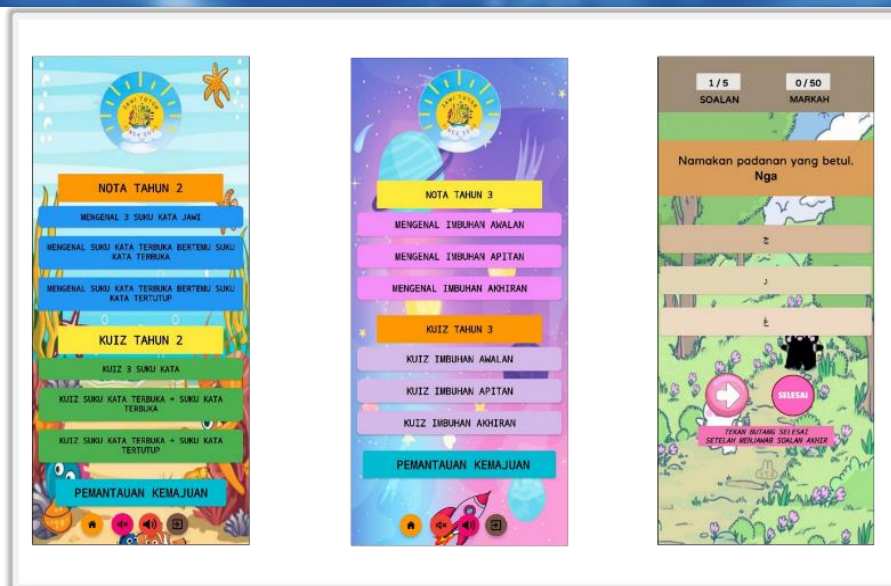 JAWI TUTOR
NOTA TAHUN 2
MENGENAL 3 SUKU KATA JAWI
MENGENAL SUKU KATA TERBUKA BERTEMU SUKU
KATA TERBUKA
MENGENAL SUKU KATA TERBUKA BERTEMU SUKU
KATA TERTUTUP
KUIZ TAHUN 2
KUIZ 3 SUKU KATA
KUIZ SUKU KATA TERBUKA + SUKU KATA
TERBUKA
KUIZ SUKU KATA TERBUKA + SUKU KATA
TERTUTUP
PEMANTAUAN KEMAJUAN
JAWI TUTOR
NOTA TAHUN 3
MENGENAL IMBUHAN AWALAN
MENGENAL IMBUHAN APITAN
MENGENAL IMBUHAN AKHIRAN
KUIZ TAHUN 3
KUIZ IMBUHAN AWALAN
KUIZ IMBUHAN APITAN
KUIZ IMBUHAN AKHIRAN
PEMANTAUAN KEMAJUAN
1/5 0/50
SOALAN MARKAH
Namakan padanan yang betul.
Nga
ج
ر
SELESAI
TEKAN BUTANG SELESAI
SETELAH MENJAWAB SOALAN AKHIR